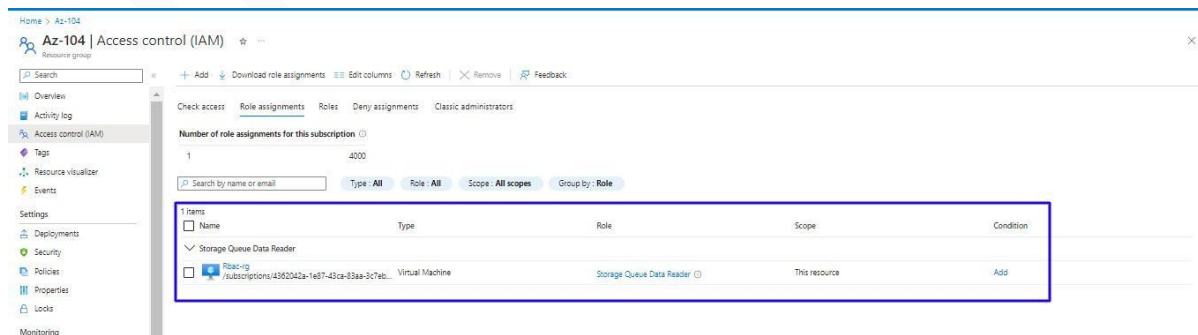 Home > Az-104
Az-104 | Access control (IAM) ☆ ···
Resource group
Search
«
+ Add
Download role assignments
Edit columns
Refresh
Remove
Feedback
Overview
Activity log
Access control (IAM)
Tags
Resource visualizer
Events
Settings
Deployments
Security
Policies
Properties
Locks
Monitoring
Check access Role assignments Roles Deny assignments Classic administrators
Number of role assignments for this subscription
1 4000
Search by name or email
Type : All
Role : All
Scope : All scopes
Group by : Role
1 items
Name Type Role Scope Condition
Storage Queue Data Reader
Rbac-rg
/subscriptions/4362042a-1e87-43ca-83aa-3c7eb... Virtual Machine Storage Queue Data Reader This resource Add